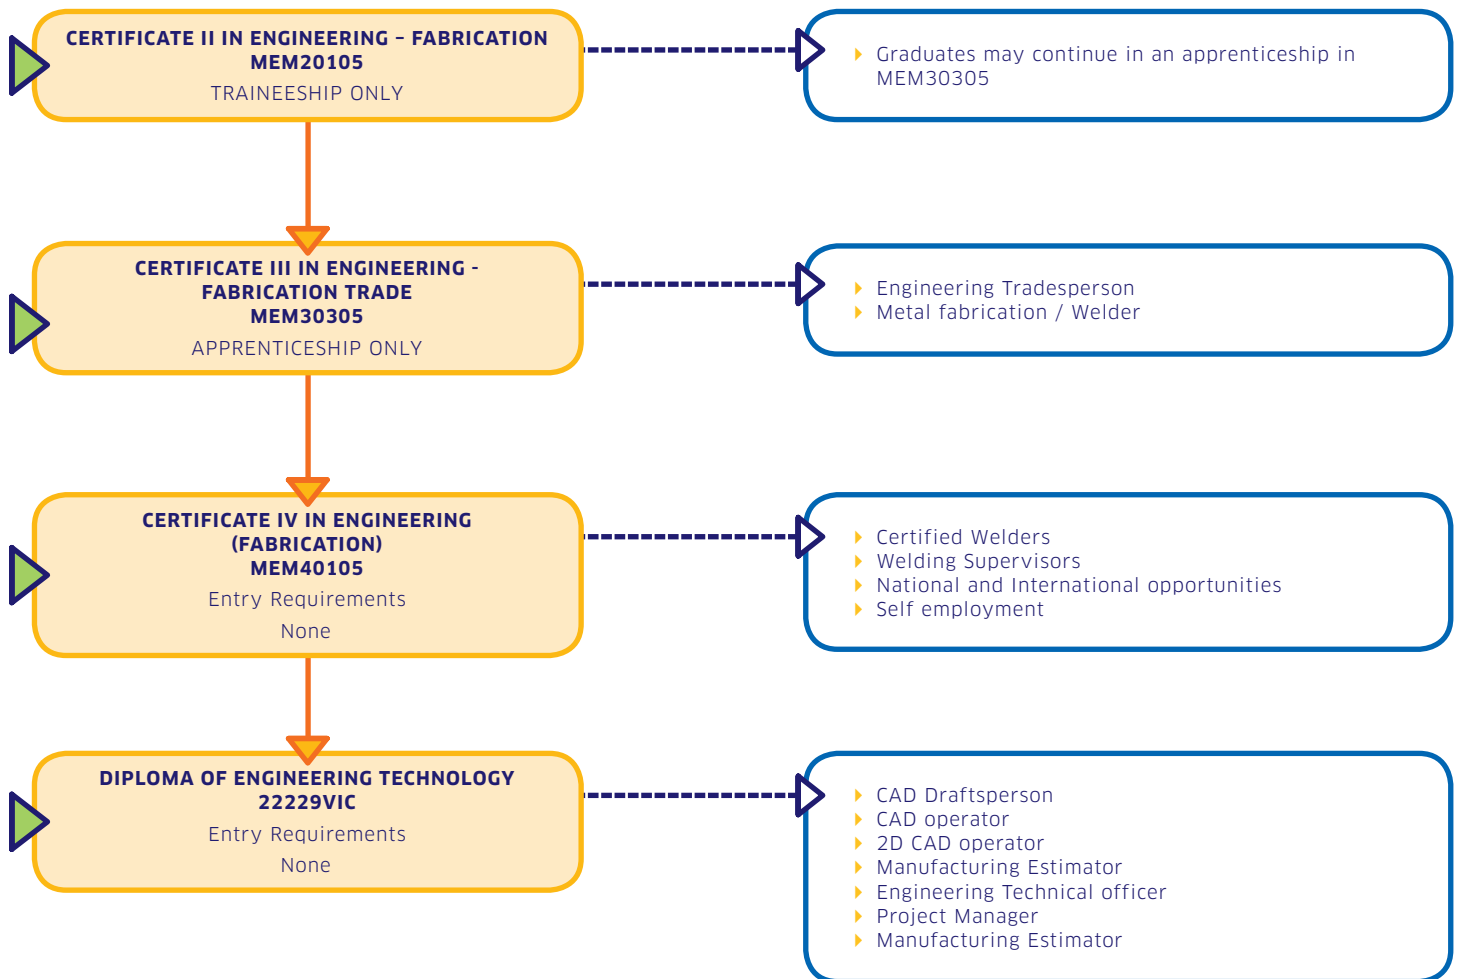 CERTIFICATE II IN ENGINEERING – FABRICATION
MEM20105
TRAINEESHIP ONLY
Graduates may continue in an apprenticeship in
MEM30305
CERTIFICATE III IN ENGINEERING -
FABRICATION TRADE
MEM30305
APPRENTICESHIP ONLY
Engineering Tradesperson
Metal fabrication / Welder
CERTIFICATE IV IN ENGINEERING
(FABRICATION)
MEM40105
Entry Requirements
None
Certified Welders
Welding Supervisors
National and International opportunities
Self employment
DIPLOMA OF ENGINEERING TECHNOLOGY
22229VIC
Entry Requirements
None
CAD Draftsperson
CAD operator
2D CAD operator
Manufacturing Estimator
Engineering Technical officer
Project Manager
Manufacturing Estimator